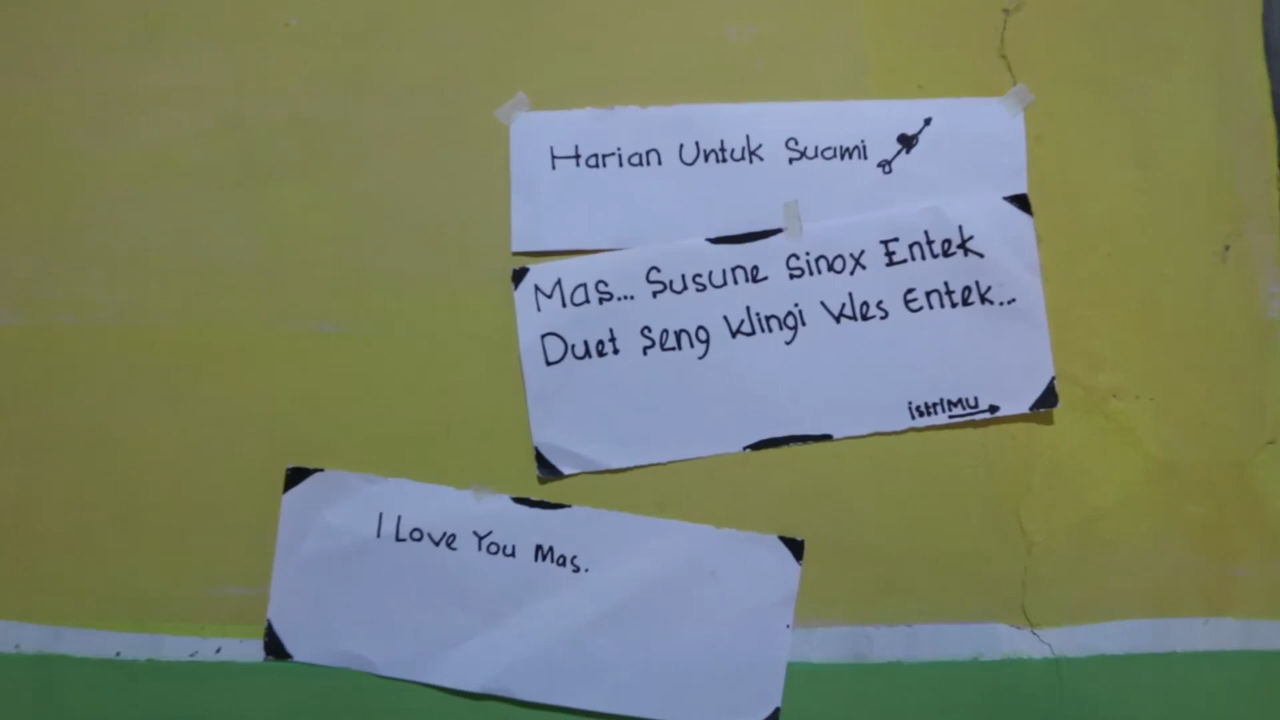 Harian Untuk Suami
Mas... Susune Sinox Entek
Duet Seng Wingi Wes Entek...
istriMU
I Love You Mas.